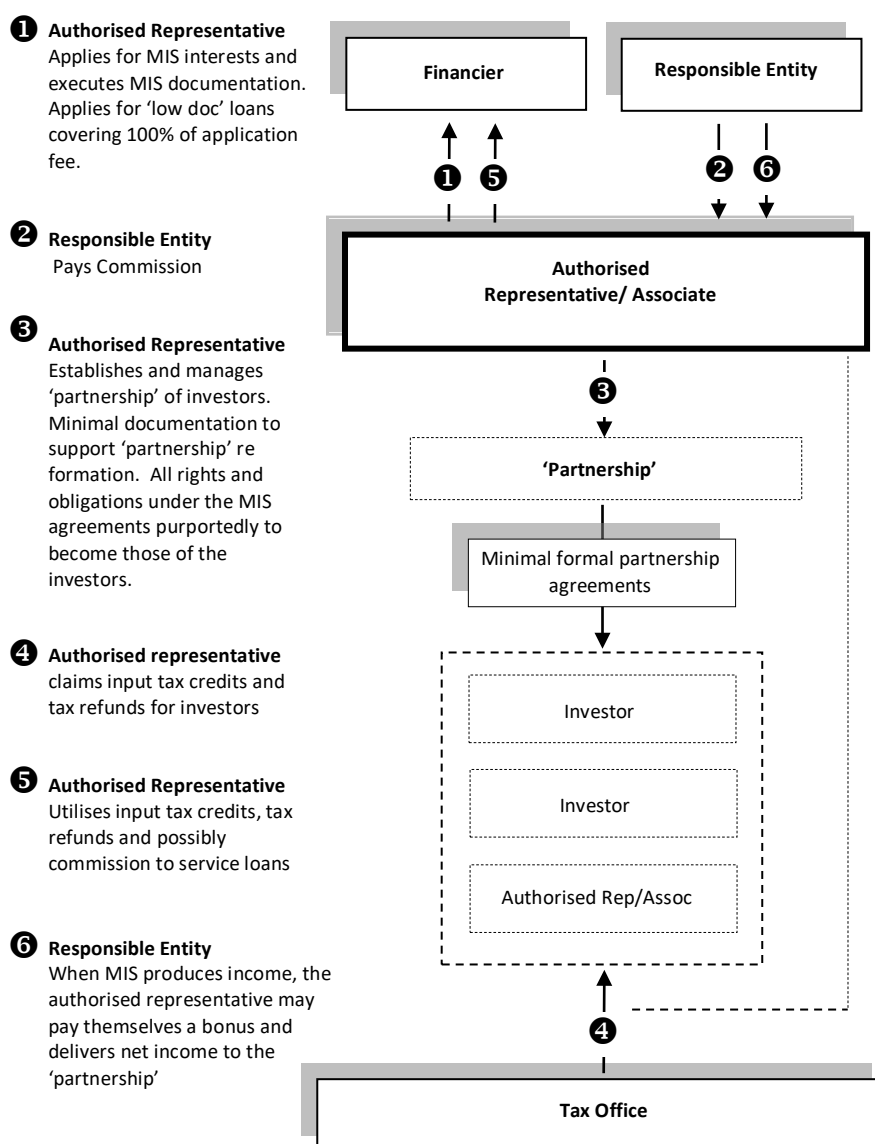 ❶ Authorised Representative
Applies for MIS interests and
executes MIS documentation.
Applies for ‘low doc’ loans
covering 100% of application
fee.
❷ Responsible Entity
Pays Commission
❸
Authorised Representative
Establishes and manages
‘partnership’ of investors.
Minimal documentation to
support ‘partnership’ re
formation. All rights and
obligations under the MIS
agreements purportedly to
become those of the
investors.
❹ Authorised representative
claims input tax credits and
tax refunds for investors
❺ Authorised Representative
Utilises input tax credits, tax
refunds and possibly
commission to service loans
❻ Responsible Entity
When MIS produces income, the
authorised representative may
pay themselves a bonus and
delivers net income to the
‘partnership’
Financier
Responsible Entity
❶ ❺
❷ ❻
Authorised
Representative/ Associate
❸
‘Partnership’
Minimal formal partnership
agreements
Investor
Investor
Authorised Rep/Assoc
❹
Tax Office